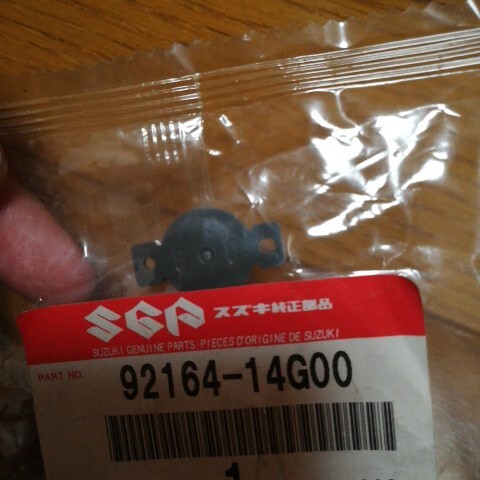 SGP スズキ純正部品
SUZUKI GENUINE PARTS/PIECES D'ORIGINE DE SUZUKI
PART NO. 92164-14G00
1